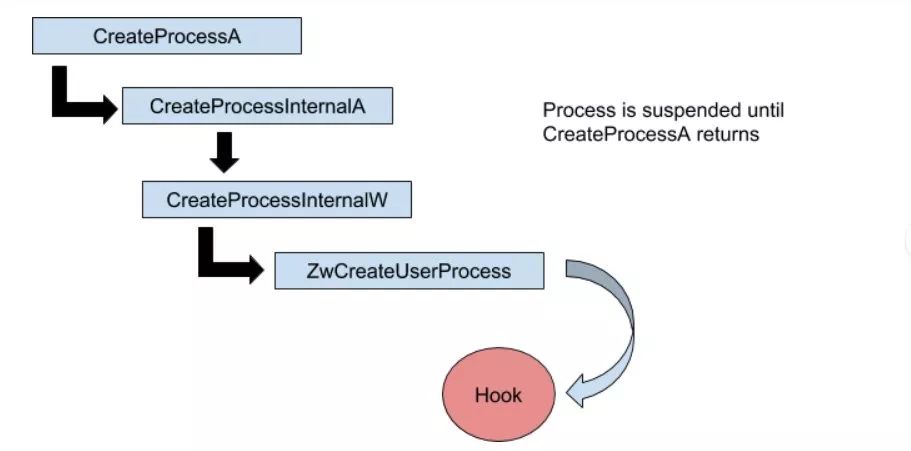 CreateProcessA
CreateProcessInternalA
Process is suspended until
CreateProcessA returns
CreateProcessInternalW
ZwCreateUserProcess
Hook